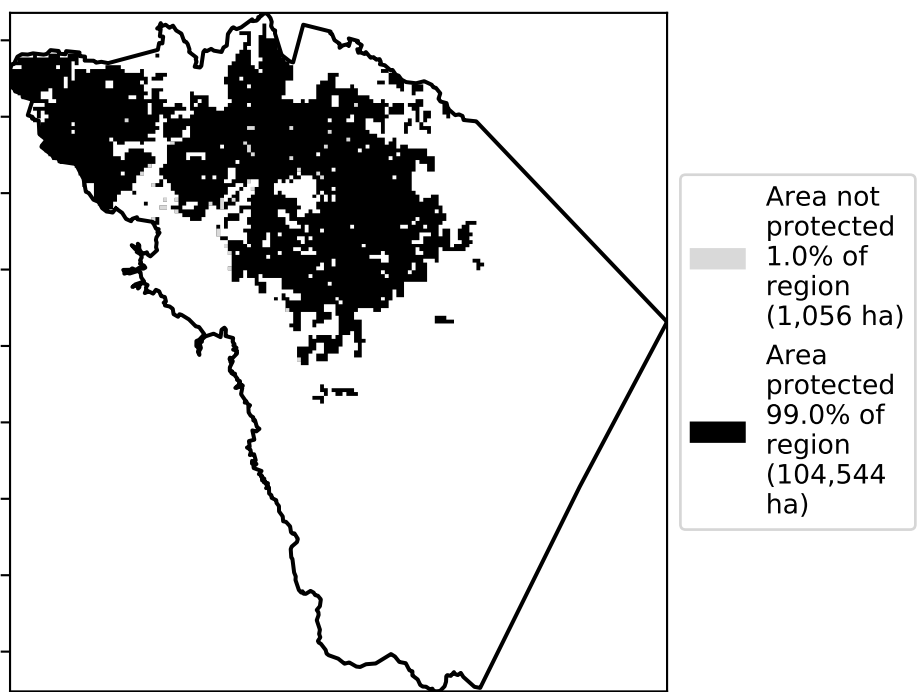 Area not
protected
1.0% of
region
(1,056 ha)
Area
protected
99.0% of
region
(104,544
ha)